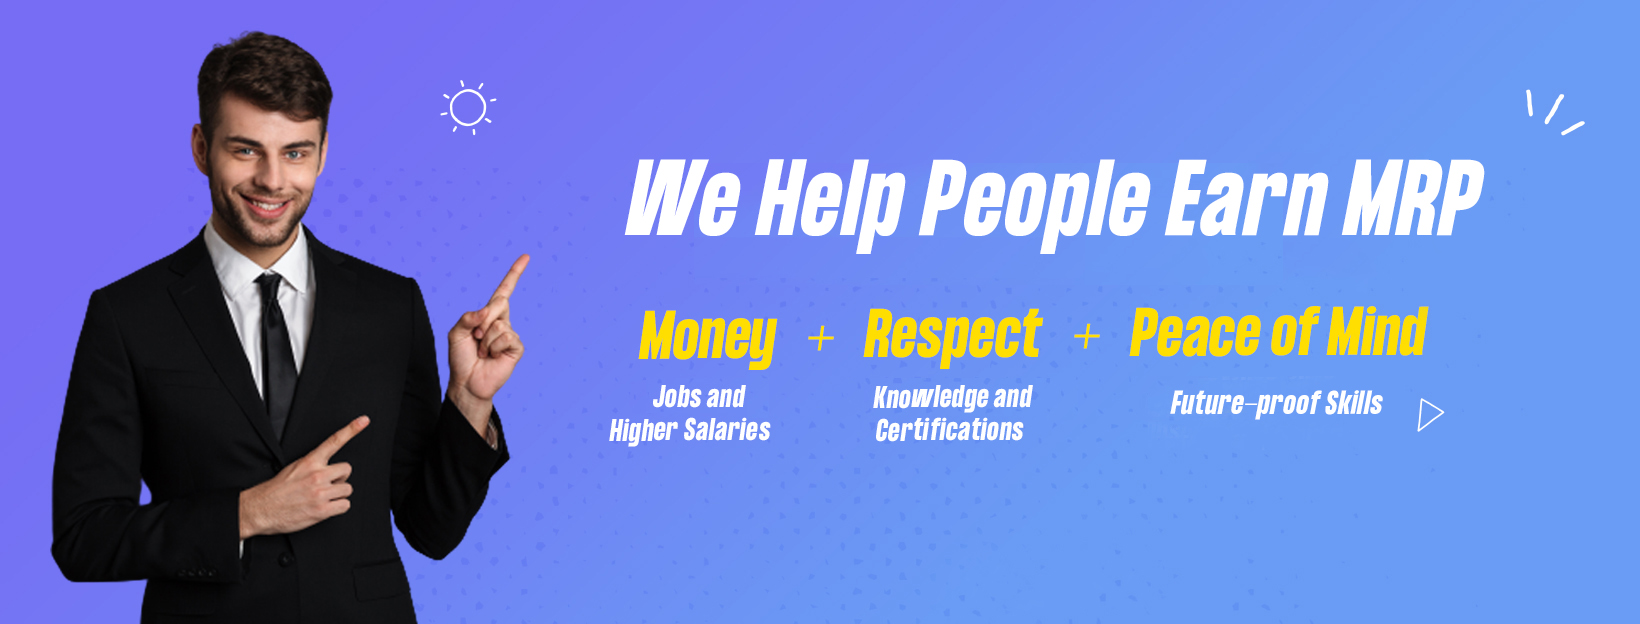 We Help People Earn MRP
Money + Respect + Peace of Mind
Jobs and
Higher Salaries
Knowledge and
Certifications
Future-proof Skills